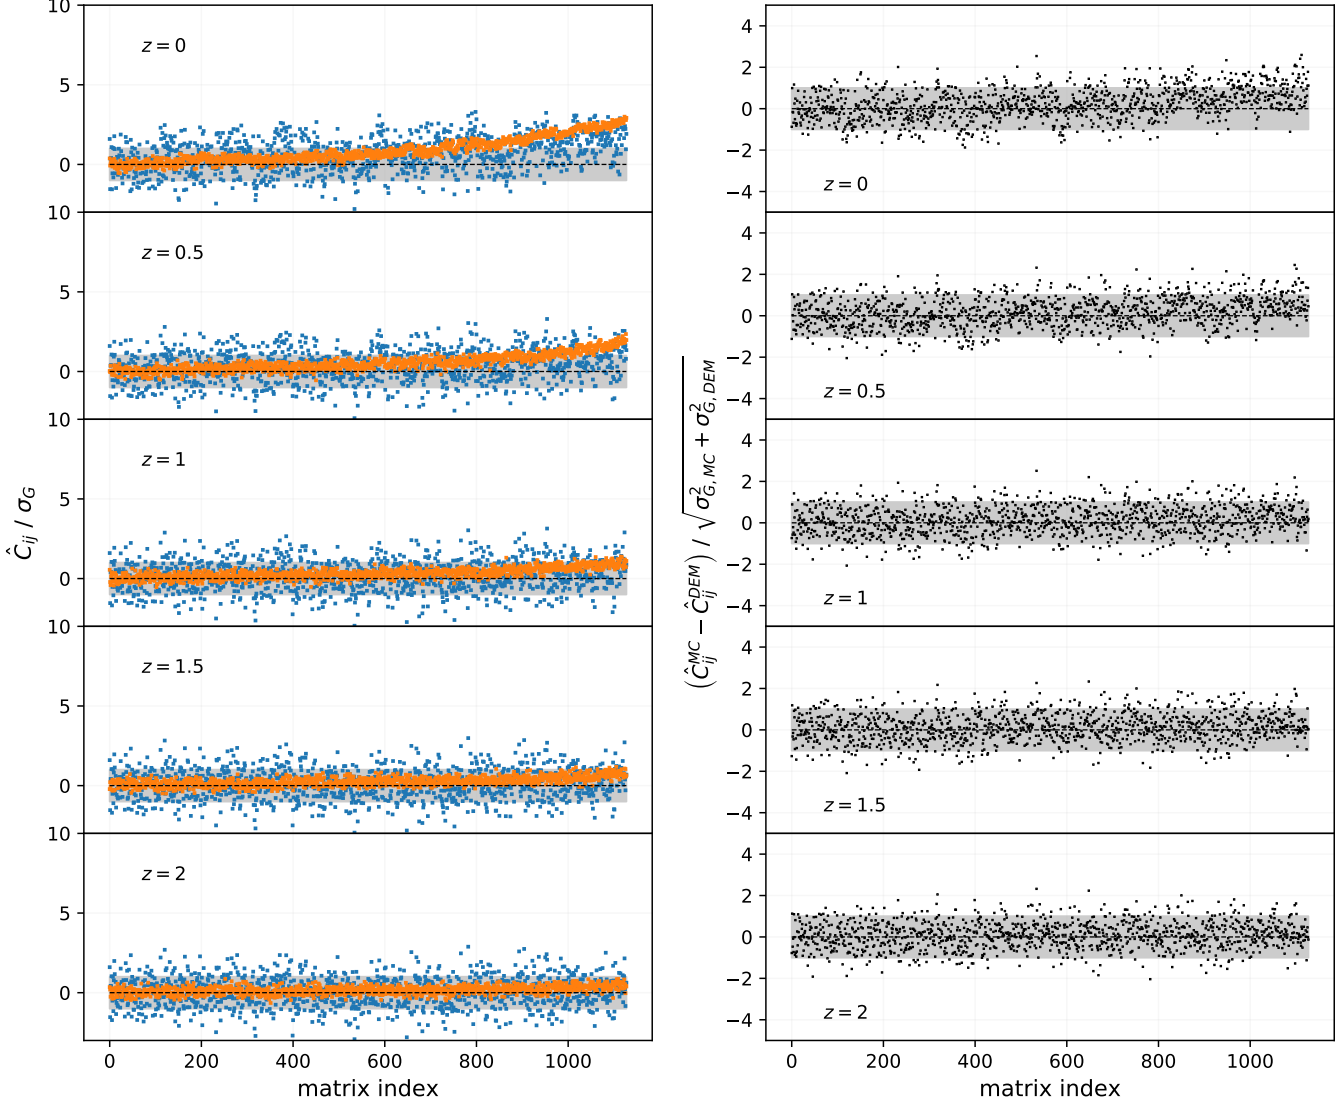 10
5
0
z = 0
10
5
0
z = 0.5
10
5
0
z = 1
10
5
0
z = 1.5
10
5
0
z = 2
0 200 400 600 800 1000
matrix index
Ĉ_ij / σ_G
4
2
0
−2
−4
z = 0
4
2
0
−2
−4
z = 0.5
4
2
0
−2
−4
z = 1
4
2
0
−2
−4
z = 1.5
4
2
0
−2
−4
z = 2
0 200 400 600 800 1000
matrix index
(Ĉ_ij^MC − Ĉ_ij^DEM) / √σ²_G,MC + σ²_G,DEM